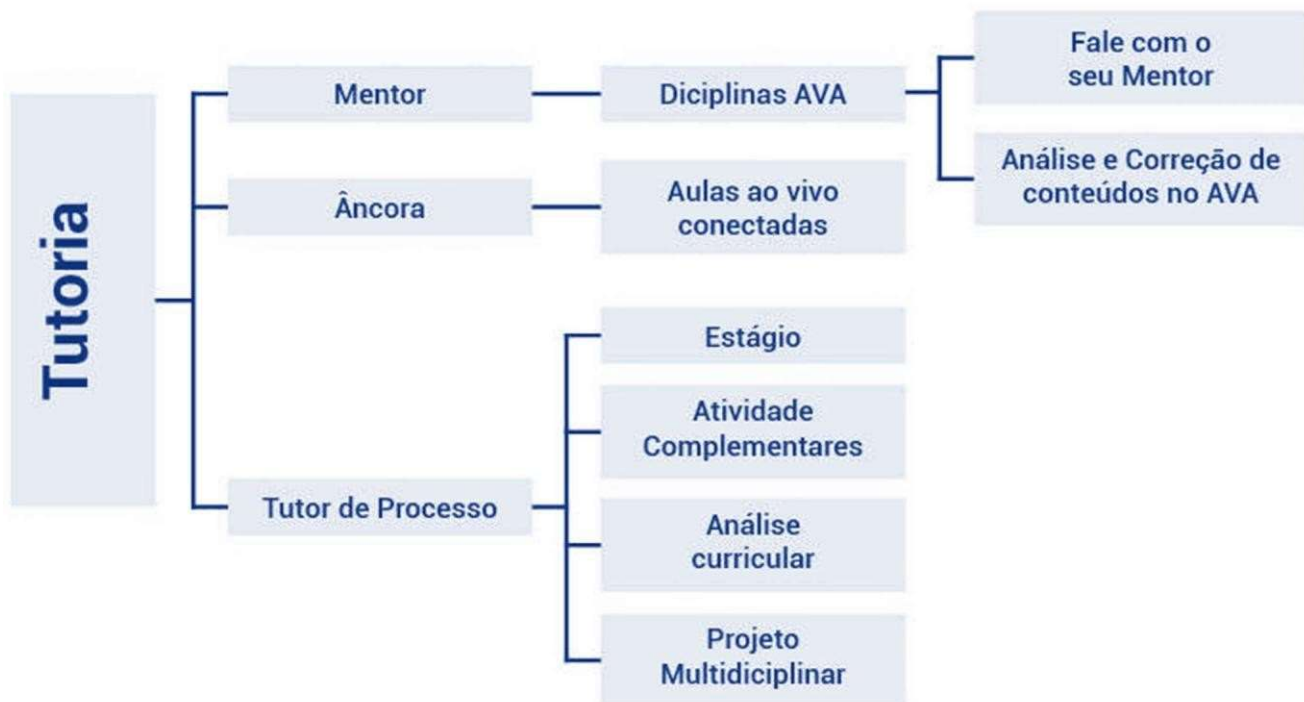 Tutoria
Mentor
Diciplinas AVA
Fale com o
seu Mentor
Análise e Correção de
conteúdos no AVA
Âncora
Aulas ao vivo
conectadas
Tutor de Processo
Estágio
Atividade
Complementares
Análise
curricular
Projeto
Multidiciplinar